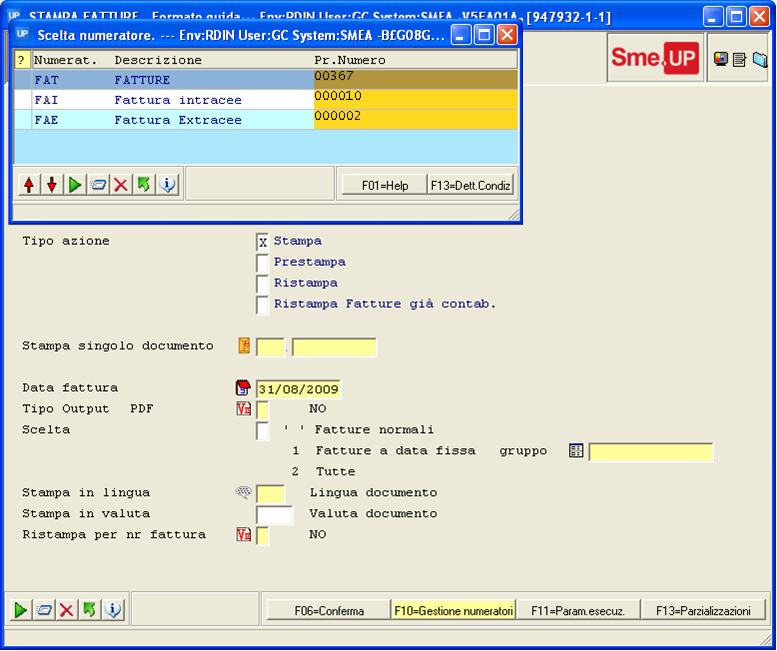 STAMPA FATTURE - Formato guida--- Env:RDIN User:GC System:SMEA -V5FA01A- [947932-1-1]
UP Scelta numeratore. --- Env:RDIN User:GC System:SMEA -B£G08G...
Sme.UP
? Numerat. Descrizione Pr.Numero
FAT FATTURE 00367
FAI Fattura intracee 000010
FAE Fattura Extracee 000002
F01=Help F13=Dett.Condiz
Tipo azione X Stampa
Prestampa
Ristampa
Ristampa Fatture già contab.
Stampa singolo documento .
Data fattura 31/08/2009
Tipo Output PDF NO
Scelta ' ' Fatture normali
1 Fatture a data fissa gruppo
2 Tutte
Stampa in lingua Lingua documento
Stampa in valuta Valuta documento
Ristampa per nr fattura NO
F06=Conferma F10=Gestione numeratori F11=Param.esecuz. F13=Parzializzazioni